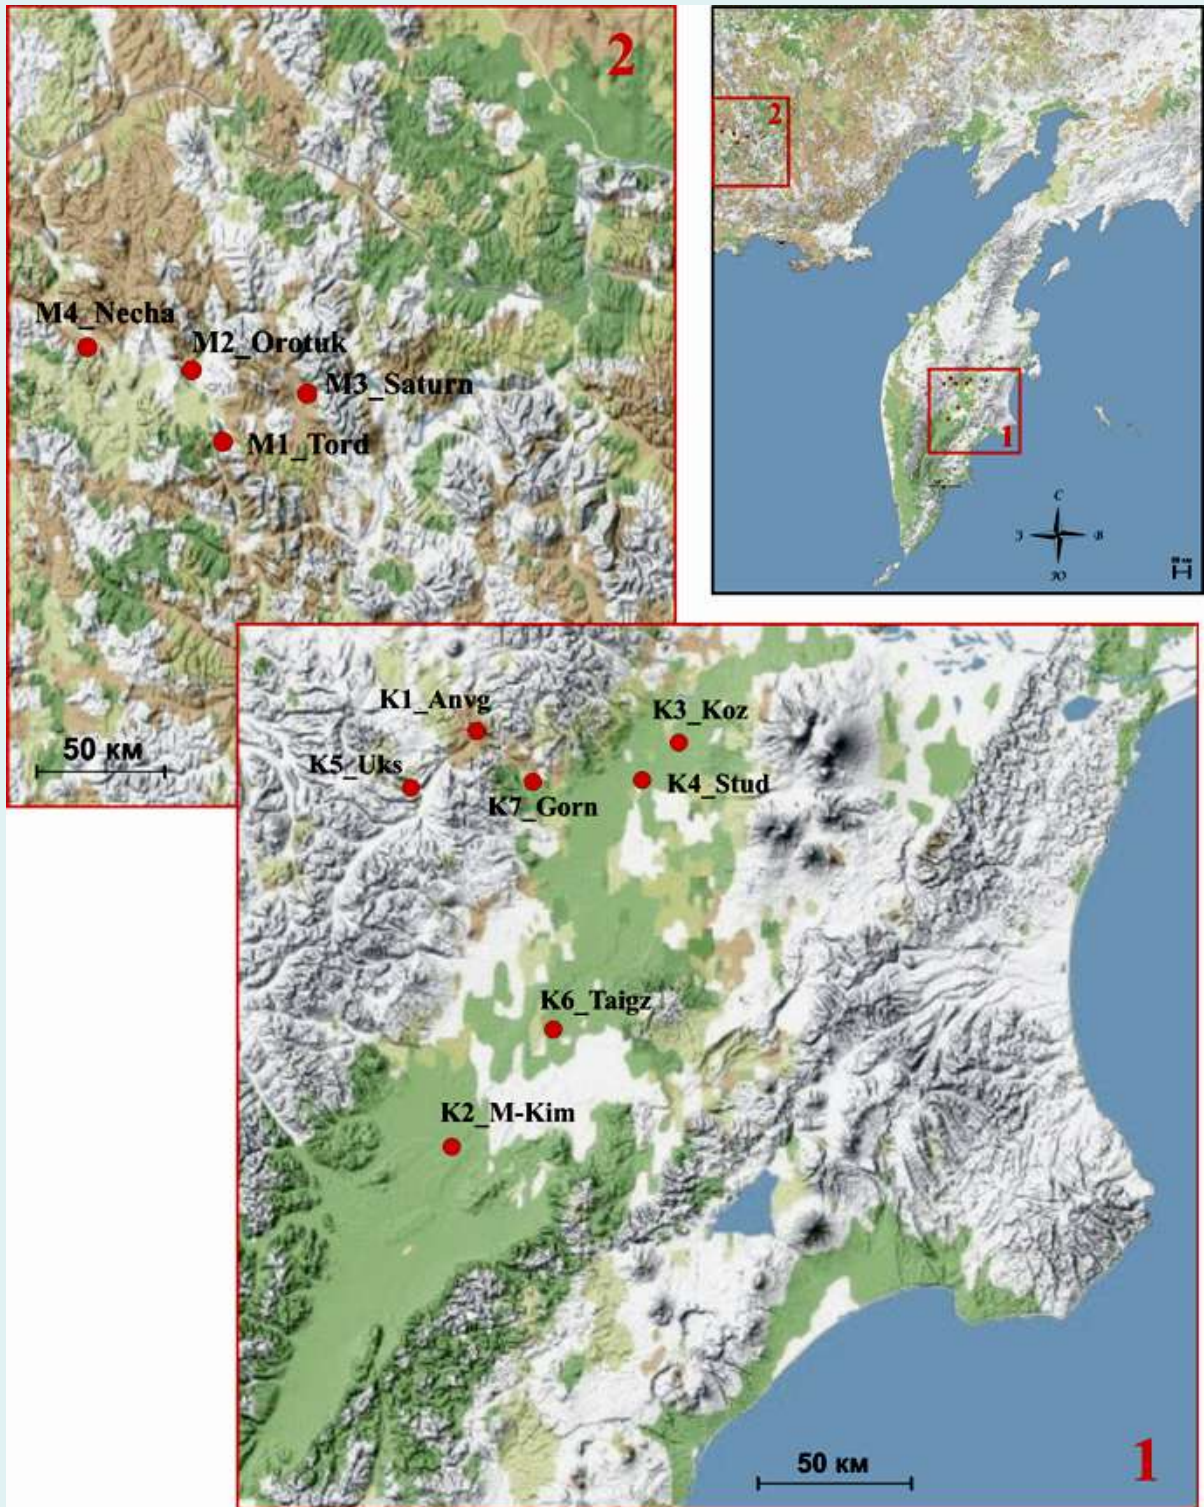 2
M4_Necha
M2_Orotuk
M3_Saturn
M1_Tord
50 км
2
1
С
З
В
Ю
K1_Anvg
K3_Koz
K5_Uks
K4_Stud
K7_Gorn
K6_Taigz
K2_M-Kim
50 км
1